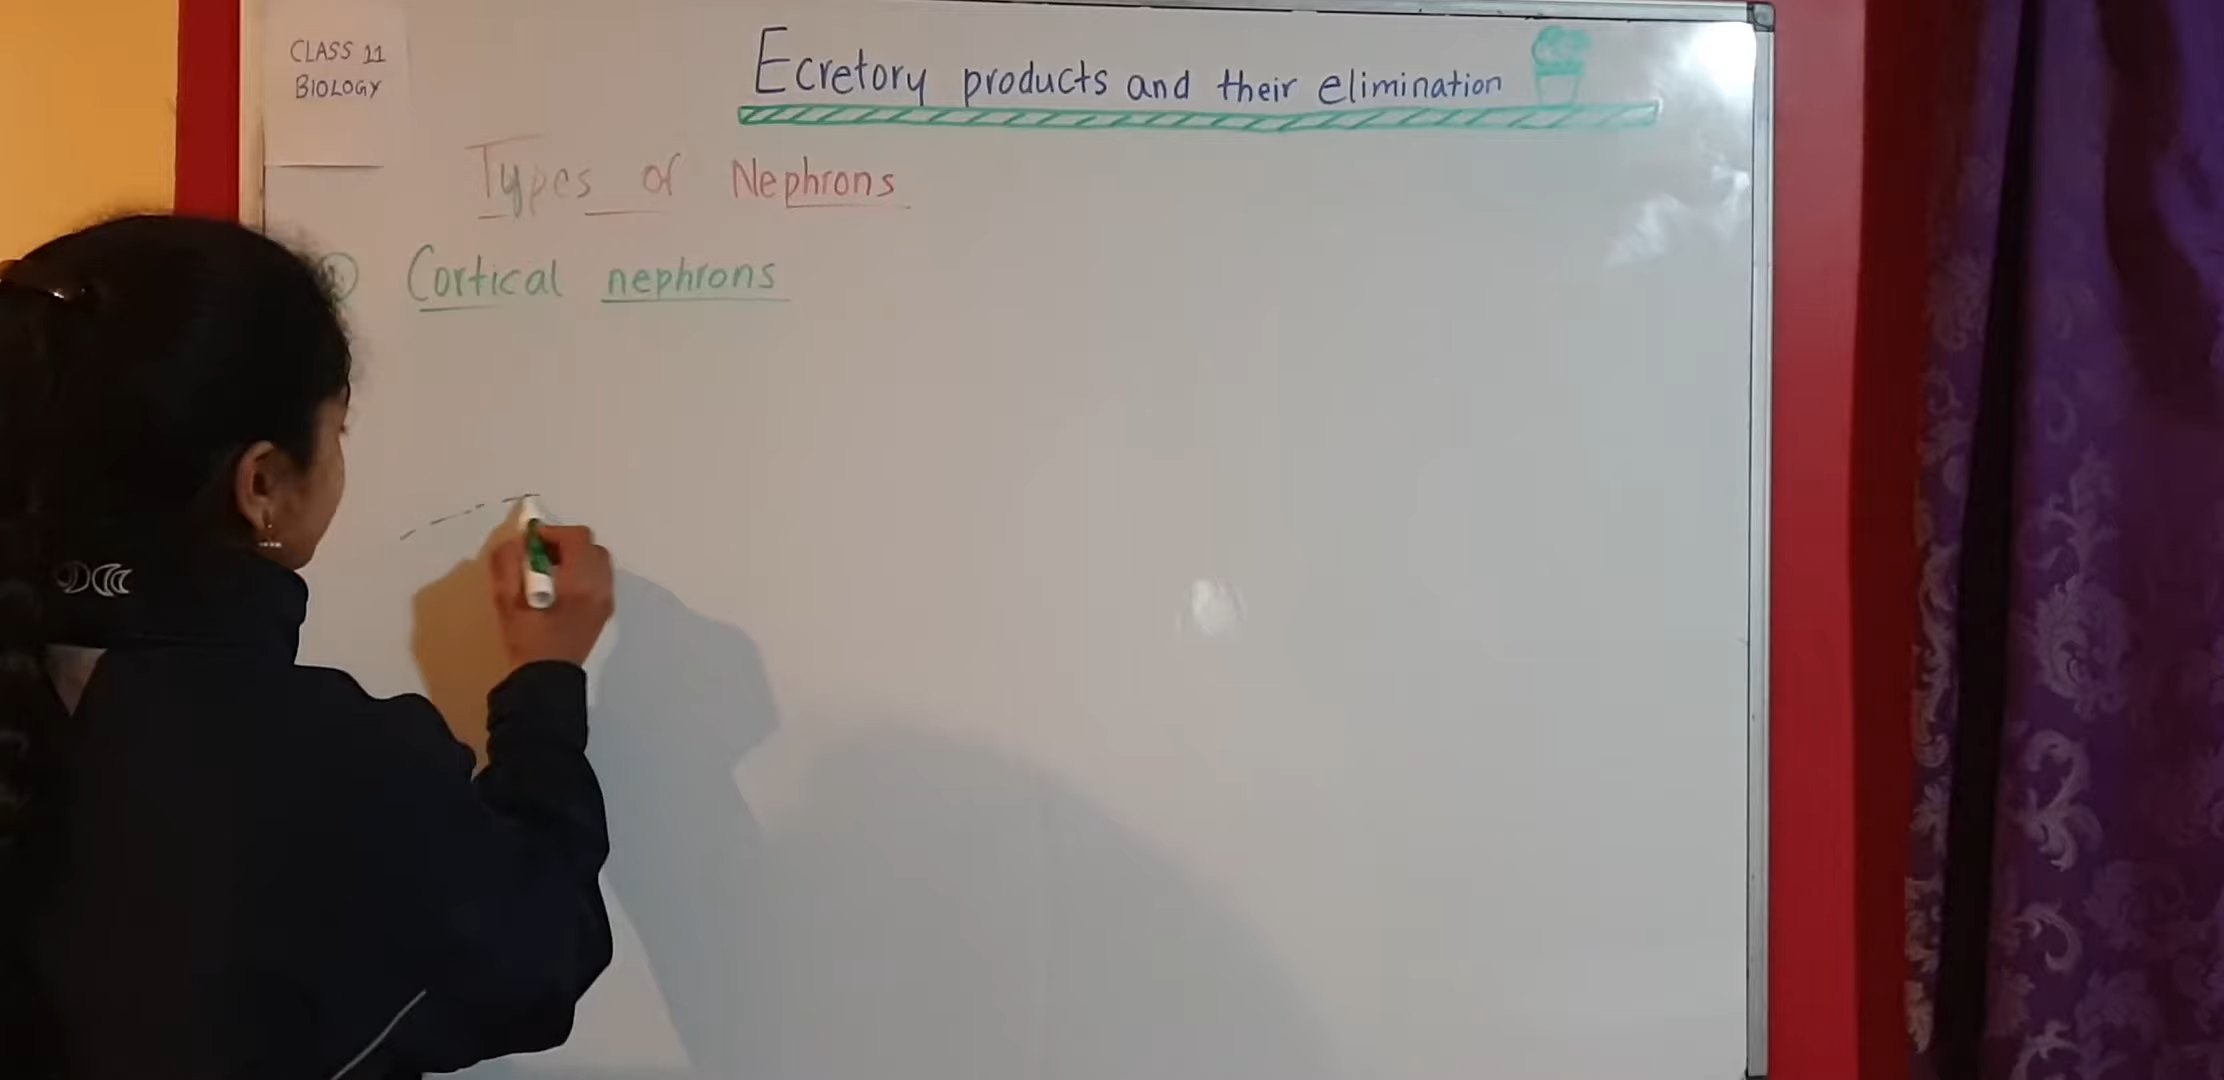 CLASS 11
BIOLOGY
Ecretory products and their elimination
Types of Nephrons
Cortical nephrons